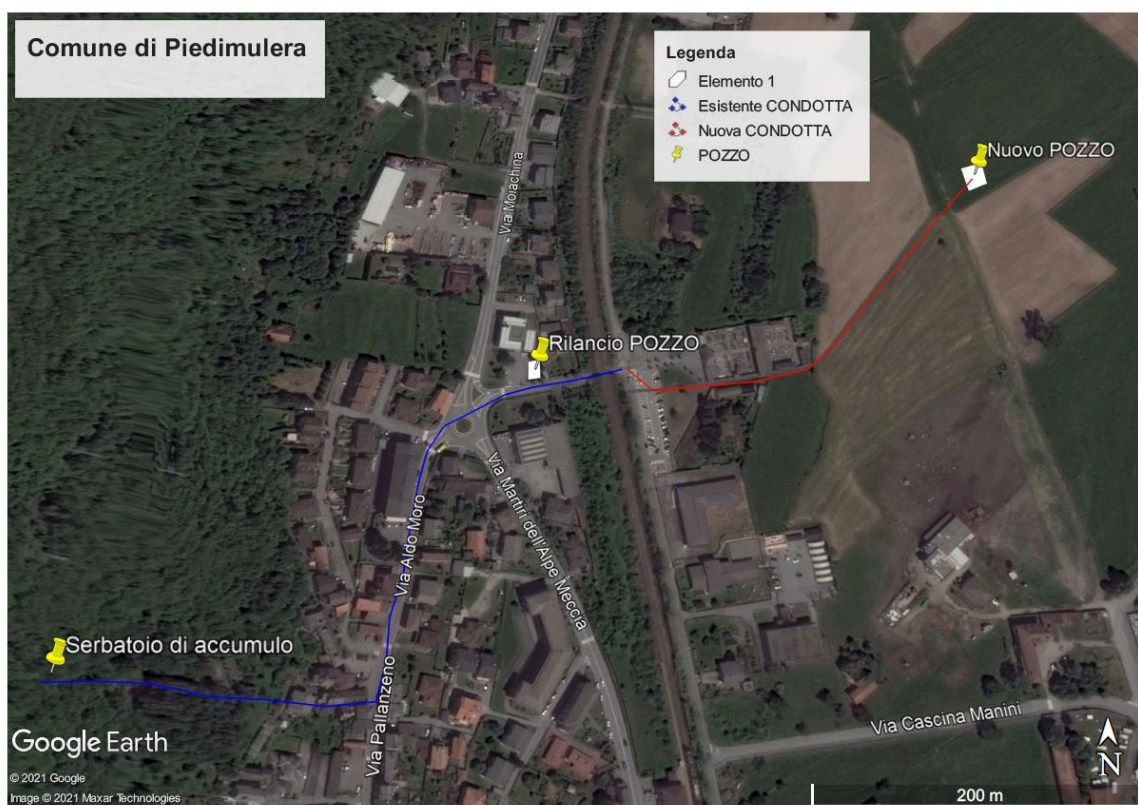 Comune di Piedimulera
Legenda
Elemento 1
Esistente CONDOTTA
Nuova CONDOTTA
POZZO
Nuovo POZZO
Via Moiachina
Rilancio POZZO
Via Martiri dell'Alpe Meccia
Via Aldo Moro
Serbatoio di accumulo
Via Pallanzeno
Via Cascina Manini
Google Earth
N
© 2021 Google
Image © 2021 Maxar Technologies
200 m